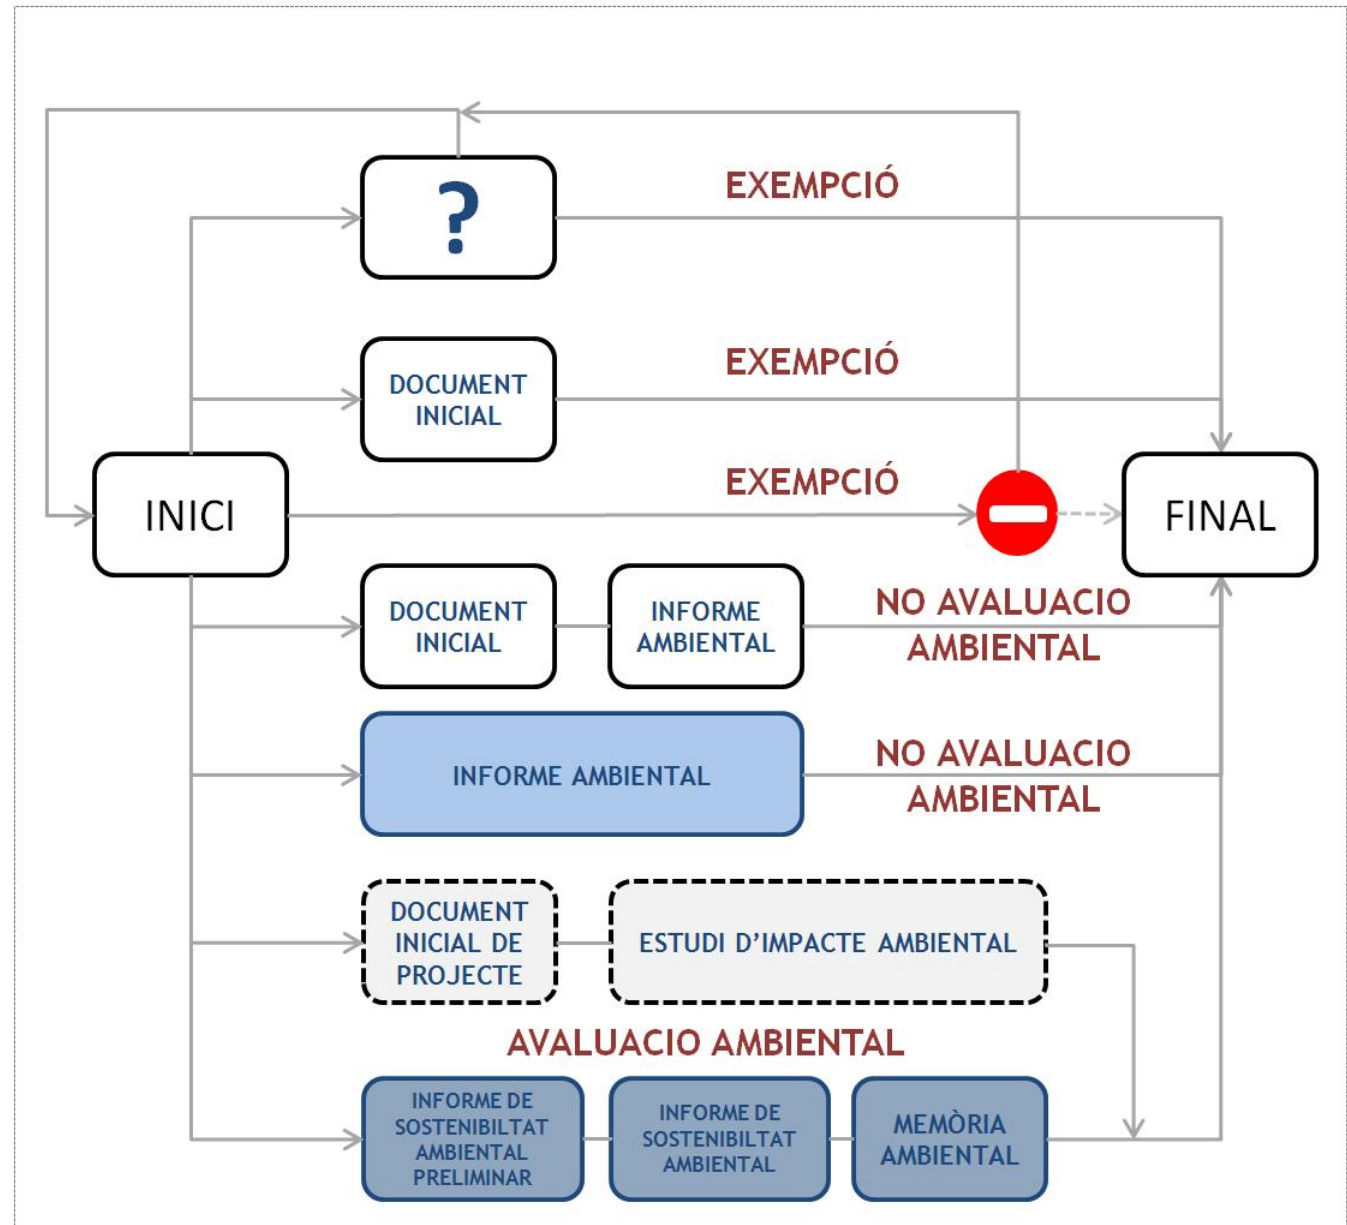 ?
EXEMPCIÓ
DOCUMENT
INICIAL
EXEMPCIÓ
INICI
EXEMPCIÓ
FINAL
DOCUMENT
INICIAL
INFORME
AMBIENTAL
NO AVALUACIO
AMBIENTAL
INFORME AMBIENTAL
NO AVALUACIO
AMBIENTAL
DOCUMENT
INICIAL DE
PROJECTE
ESTUDI D'IMPACTE AMBIENTAL
AVALUACIO AMBIENTAL
INFORME DE
SOSTENIBILTAT
AMBIENTAL
PRELIMINAR
INFORME DE
SOSTENIBILTAT
AMBIENTAL
MEMÒRIA
AMBIENTAL